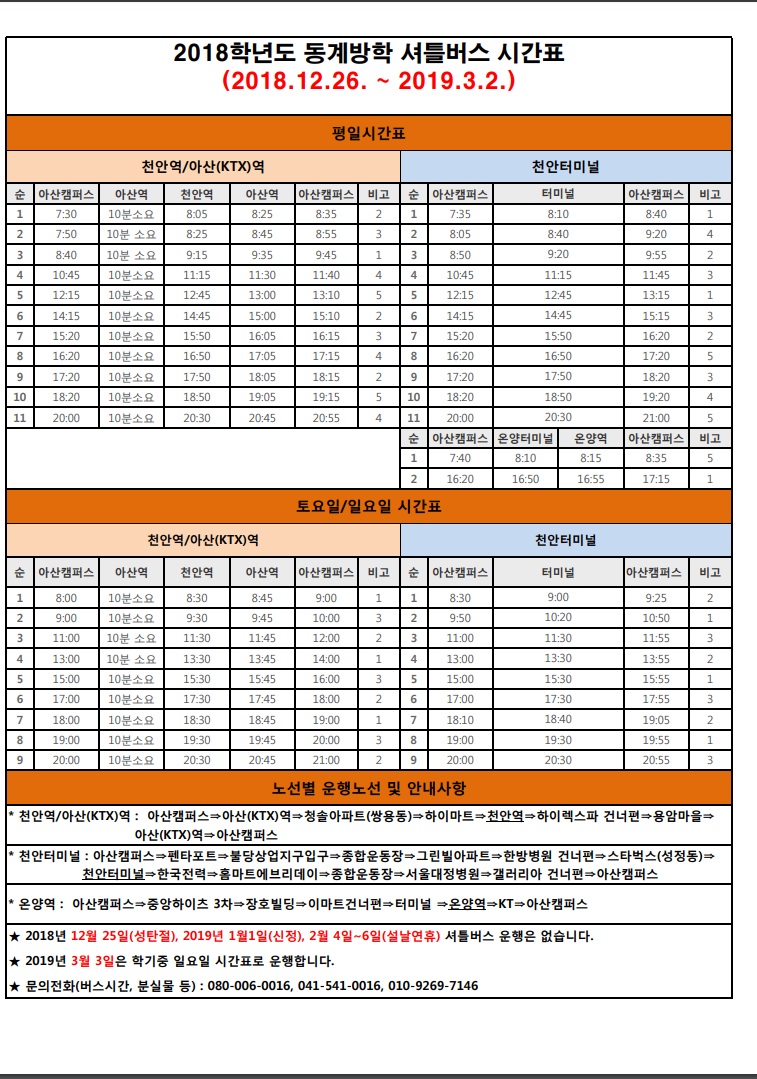 2018학년도 동계방학 셔틀버스 시간표
(2018.12.26. ~ 2019.3.2.)
평일시간표
천안역/아산(KTX)역 천안터미널
순 아산캠퍼스 아산역 천안역 아산역 아산캠퍼스 비고 순 아산캠퍼스 터미널 아산캠퍼스 비고
1 7:30 10분소요 8:05 8:25 8:35 2 1 7:35 8:10 8:40 1
2 7:50 10분 소요 8:25 8:45 8:55 3 2 8:05 8:40 9:20 4
3 8:40 10분 소요 9:15 9:35 9:45 1 3 8:50 9:20 9:55 2
4 10:45 10분소요 11:15 11:30 11:40 4 4 10:45 11:15 11:45 3
5 12:15 10분소요 12:45 13:00 13:10 5 5 12:15 12:45 13:15 1
6 14:15 10분소요 14:45 15:00 15:10 2 6 14:15 14:45 15:15 3
7 15:20 10분소요 15:50 16:05 16:15 3 7 15:20 15:50 16:20 2
8 16:20 10분소요 16:50 17:05 17:15 4 8 16:20 16:50 17:20 5
9 17:20 10분소요 17:50 18:05 18:15 2 9 17:20 17:50 18:20 3
10 18:20 10분소요 18:50 19:05 19:15 5 10 18:20 18:50 19:20 4
11 20:00 10분소요 20:30 20:45 20:55 4 11 20:00 20:30 21:00 5
순 아산캠퍼스 온양터미널 온양역 아산캠퍼스 비고
1 7:40 8:10 8:15 8:35 5
2 16:20 16:50 16:55 17:15 1
토요일/일요일 시간표
천안역/아산(KTX)역 천안터미널
순 아산캠퍼스 아산역 천안역 아산역 아산캠퍼스 비고 순 아산캠퍼스 터미널 아산캠퍼스 비고
1 8:00 10분소요 8:30 8:45 9:00 1 1 8:30 9:00 9:25 2
2 9:00 10분소요 9:30 9:45 10:00 3 2 9:50 10:20 10:50 1
3 11:00 10분 소요 11:30 11:45 12:00 2 3 11:00 11:30 11:55 3
4 13:00 10분 소요 13:30 13:45 14:00 1 4 13:00 13:30 13:55 2
5 15:00 10분소요 15:30 15:45 16:00 3 5 15:00 15:30 15:55 1
6 17:00 10분소요 17:30 17:45 18:00 2 6 17:00 17:30 17:55 3
7 18:00 10분소요 18:30 18:45 19:00 1 7 18:10 18:40 19:05 2
8 19:00 10분소요 19:30 19:45 20:00 3 8 19:00 19:30 19:55 1
9 20:00 10분소요 20:30 20:45 21:00 2 9 20:00 20:30 20:55 3
노선별 운행노선 및 안내사항
* 천안역/아산(KTX)역 : 아산캠퍼스⇒아산(KTX)역⇒청솔아파트(쌍용동)⇒하이마트⇒천안역⇒하이렉스파 건너편⇒용암마을⇒
아산(KTX)역⇒아산캠퍼스
* 천안터미널 : 아산캠퍼스⇒펜타포트⇒불당상업지구입구⇒종합운동장⇒그린빌아파트⇒한방병원 건너편⇒스타벅스(성정동)⇒
천안터미널⇒한국전력⇒홈마트에브리데이⇒종합운동장⇒서울대정병원⇒갤러리아 건너편⇒아산캠퍼스
* 온양역 : 아산캠퍼스⇒중앙하이츠 3차⇒장호빌딩⇒이마트건너편⇒터미널 ⇒온양역⇒KT⇒아산캠퍼스
★ 2018년 12월 25일(성탄절), 2019년 1월1일(신정), 2월 4일~6일(설날연휴) 셔틀버스 운행은 없습니다.
★ 2019년 3월 3일은 학기중 일요일 시간표로 운행합니다.
★ 문의전화(버스시간, 분실물 등) : 080-006-0016, 041-541-0016, 010-9269-7146